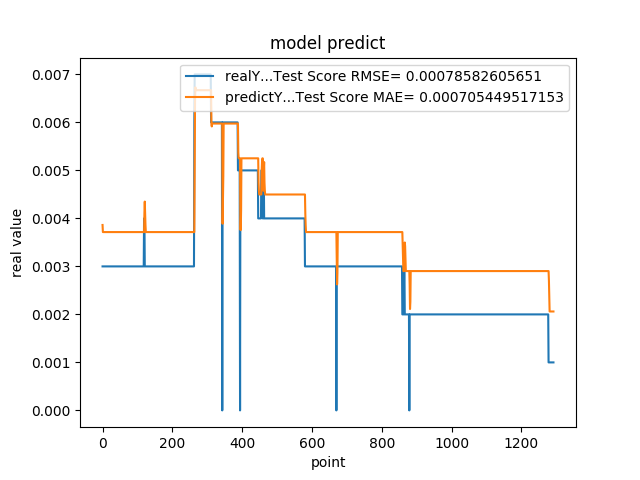 model predict
realY...Test Score RMSE= 0.00078582605651
predictY...Test Score MAE= 0.000705449517153
0.007
0.006
0.005
0.004
0.003
0.002
0.001
0.000
real value
0 200 400 600 800 1000 1200
point